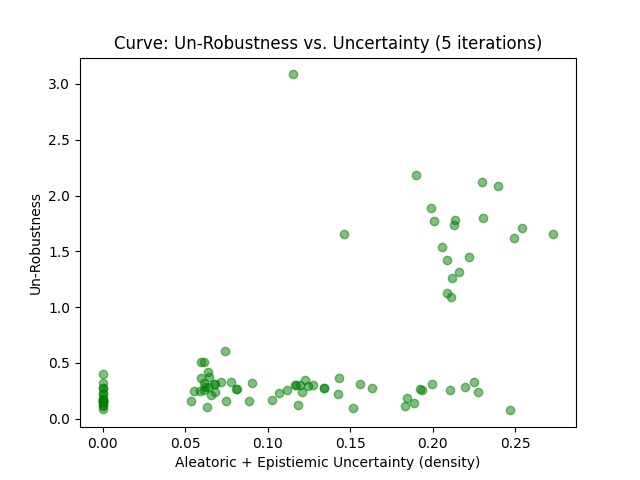 Curve: Un-Robustness vs. Uncertainty (5 iterations)
Un-Robustness
3.0
2.5
2.0
1.5
1.0
0.5
0.0
0.00 0.05 0.10 0.15 0.20 0.25
Aleatoric + Epistiemic Uncertainty (density)